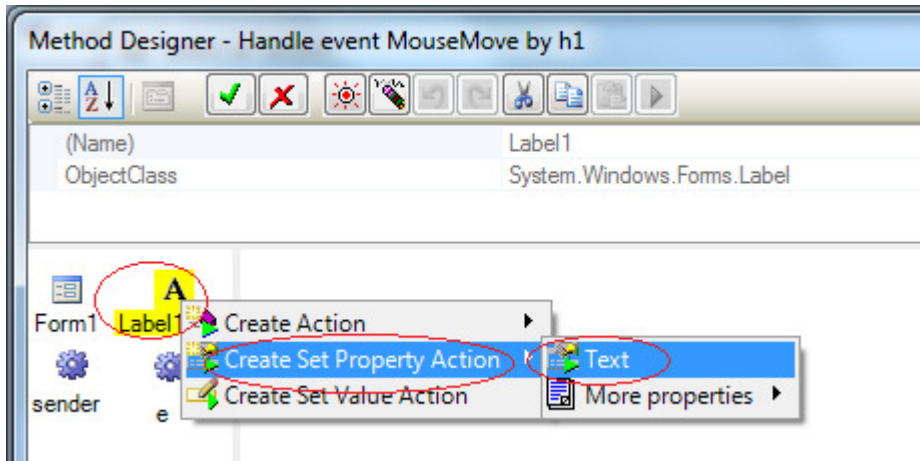 Method Designer - Handle event MouseMove by h1
A Z
(Name) Label1
ObjectClass System.Windows.Forms.Label
A
Form1 Label1 Create Action
Create Set Property Action Text
sender e Create Set Value Action More properties